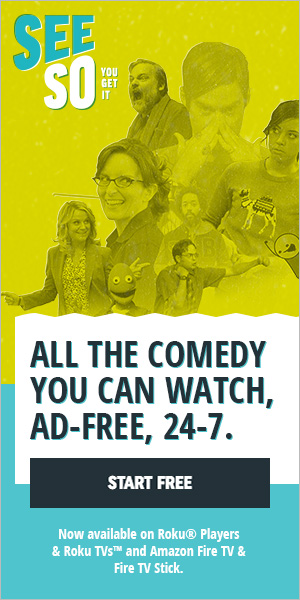 SEE
SO
YOU
GET
IT
ALL THE COMEDY
YOU CAN WATCH,
AD-FREE, 24-7.
START FREE
Now available on Roku® Players
& Roku TVs™ and Amazon Fire TV &
Fire TV Stick.